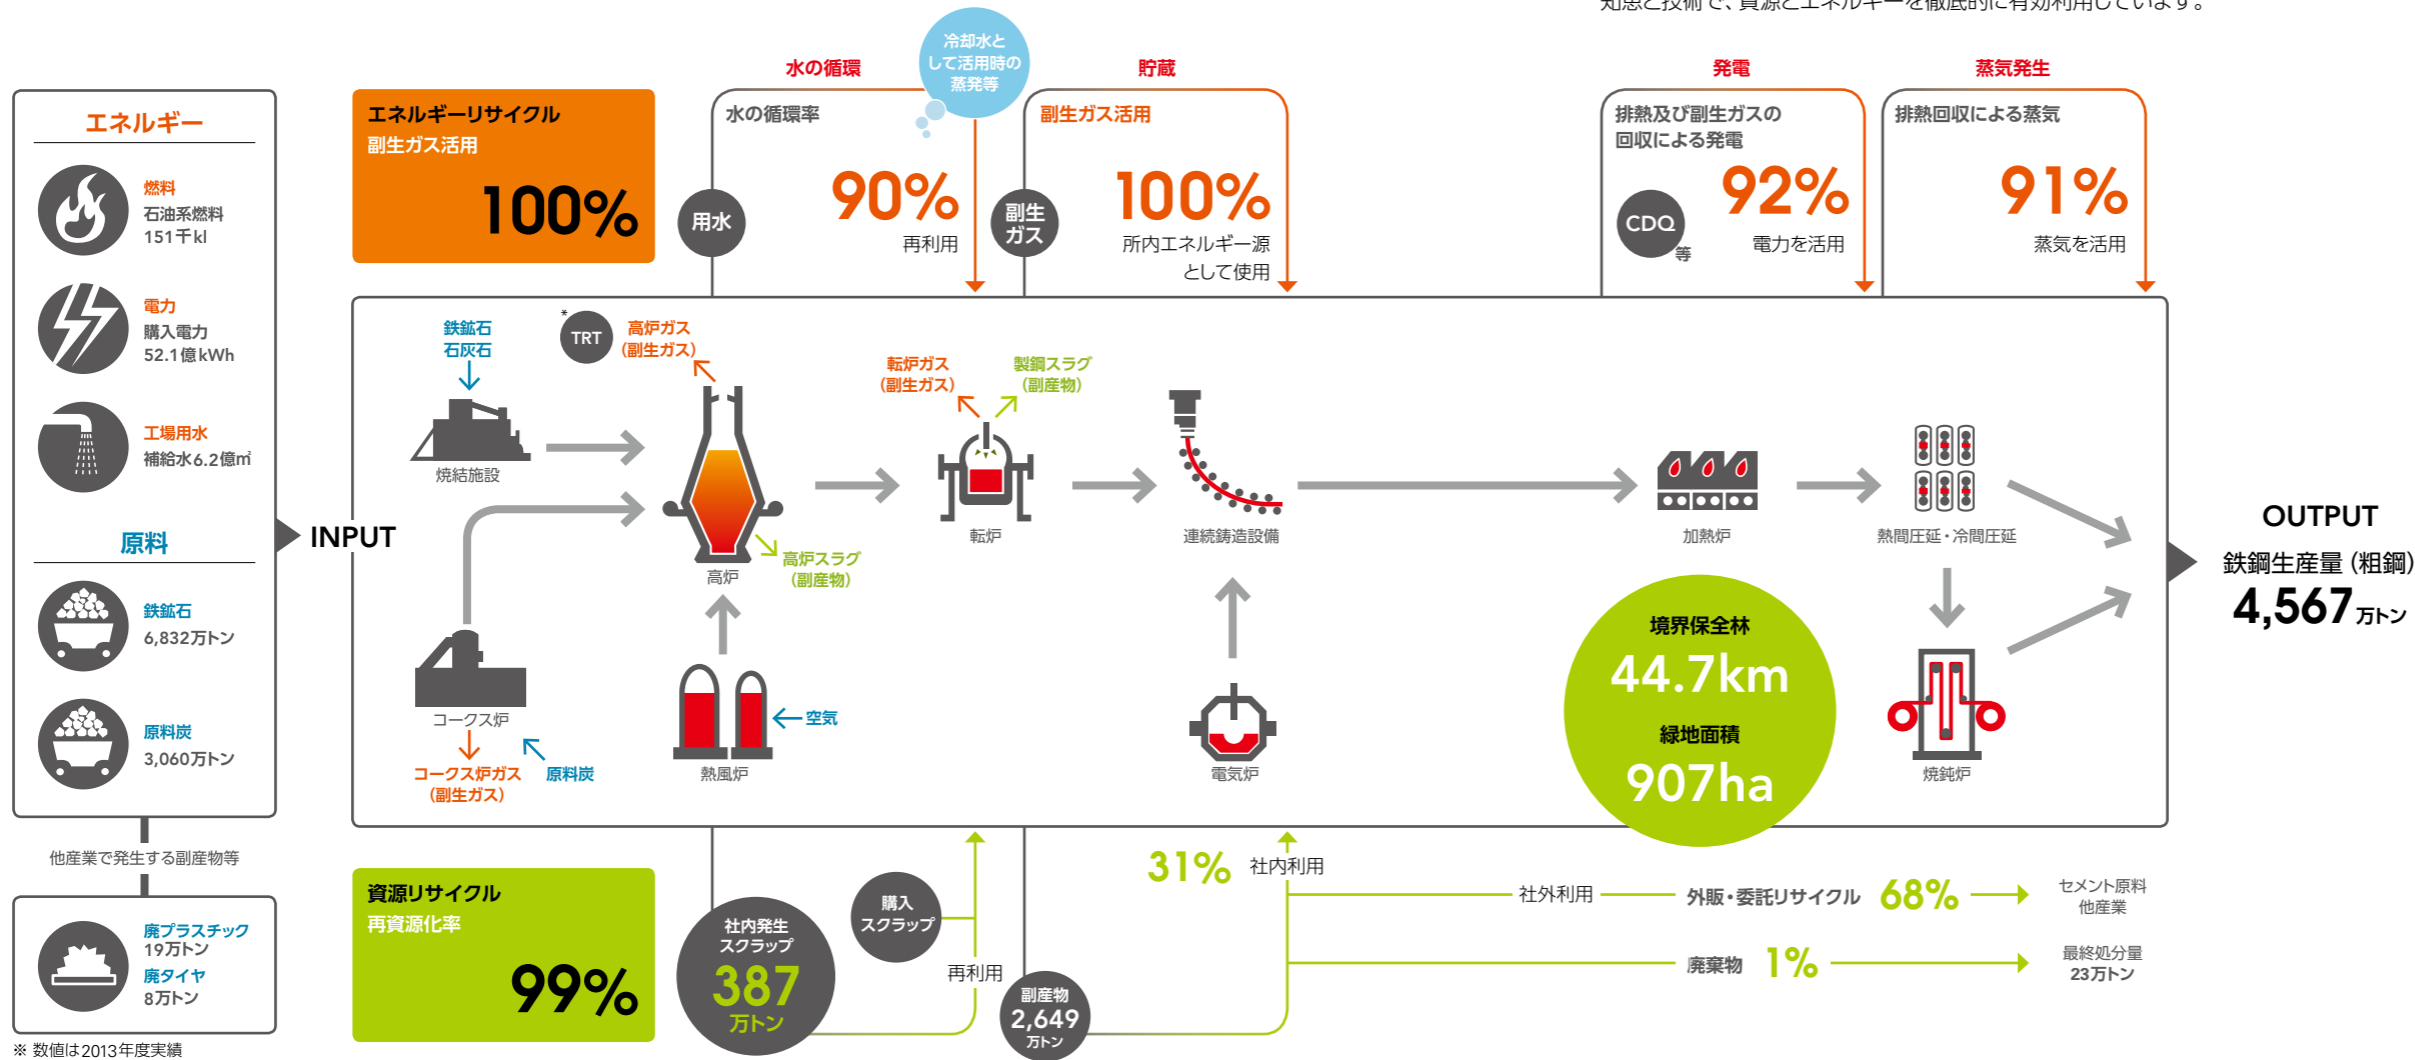 知恵と技術で、資源とエネルギーを徹底的に有効利用しています。
エネルギー
燃料
石油系燃料
151千kl
電力
購入電力
52.1億kWh
工場用水
補給水6.2億㎥
原料
鉄鉱石
6,832万トン
原料炭
3,060万トン
他産業で発生する副産物等
廃プラスチック
19万トン
廃タイヤ
8万トン
※ 数値は2013年度実績
INPUT
エネルギーリサイクル
副生ガス活用
100%
水の循環
水の循環率
用水
90%
再利用
冷却水と
して活用時の
蒸発等
貯蔵
副生ガス活用
副生
ガス
100%
所内エネルギー源
として使用
発電
排熱及び副生ガスの
回収による発電
CDQ
等
92%
電力を活用
蒸気発生
排熱回収による蒸気
91%
蒸気を活用
鉄鉱石
石灰石
焼結施設
*
TRT
高炉ガス
(副生ガス)
高炉
高炉スラグ
(副産物)
転炉ガス
(副生ガス)
製鋼スラグ
(副産物)
転炉
連続鋳造設備
加熱炉
熱間圧延・冷間圧延
コークス炉
コークス炉ガス
(副生ガス)
原料炭
熱風炉
空気
電気炉
境界保全林
44.7km
緑地面積
907ha
焼鈍炉
OUTPUT
鉄鋼生産量(粗鋼)
4,567万トン
資源リサイクル
再資源化率
99%
社内発生
スクラップ
387
万トン
購入
スクラップ
再利用
副産物
2,649
万トン
31% 社内利用
社外利用
外販・委託リサイクル 68%
セメント原料
他産業
廃棄物 1%
最終処分量
23万トン